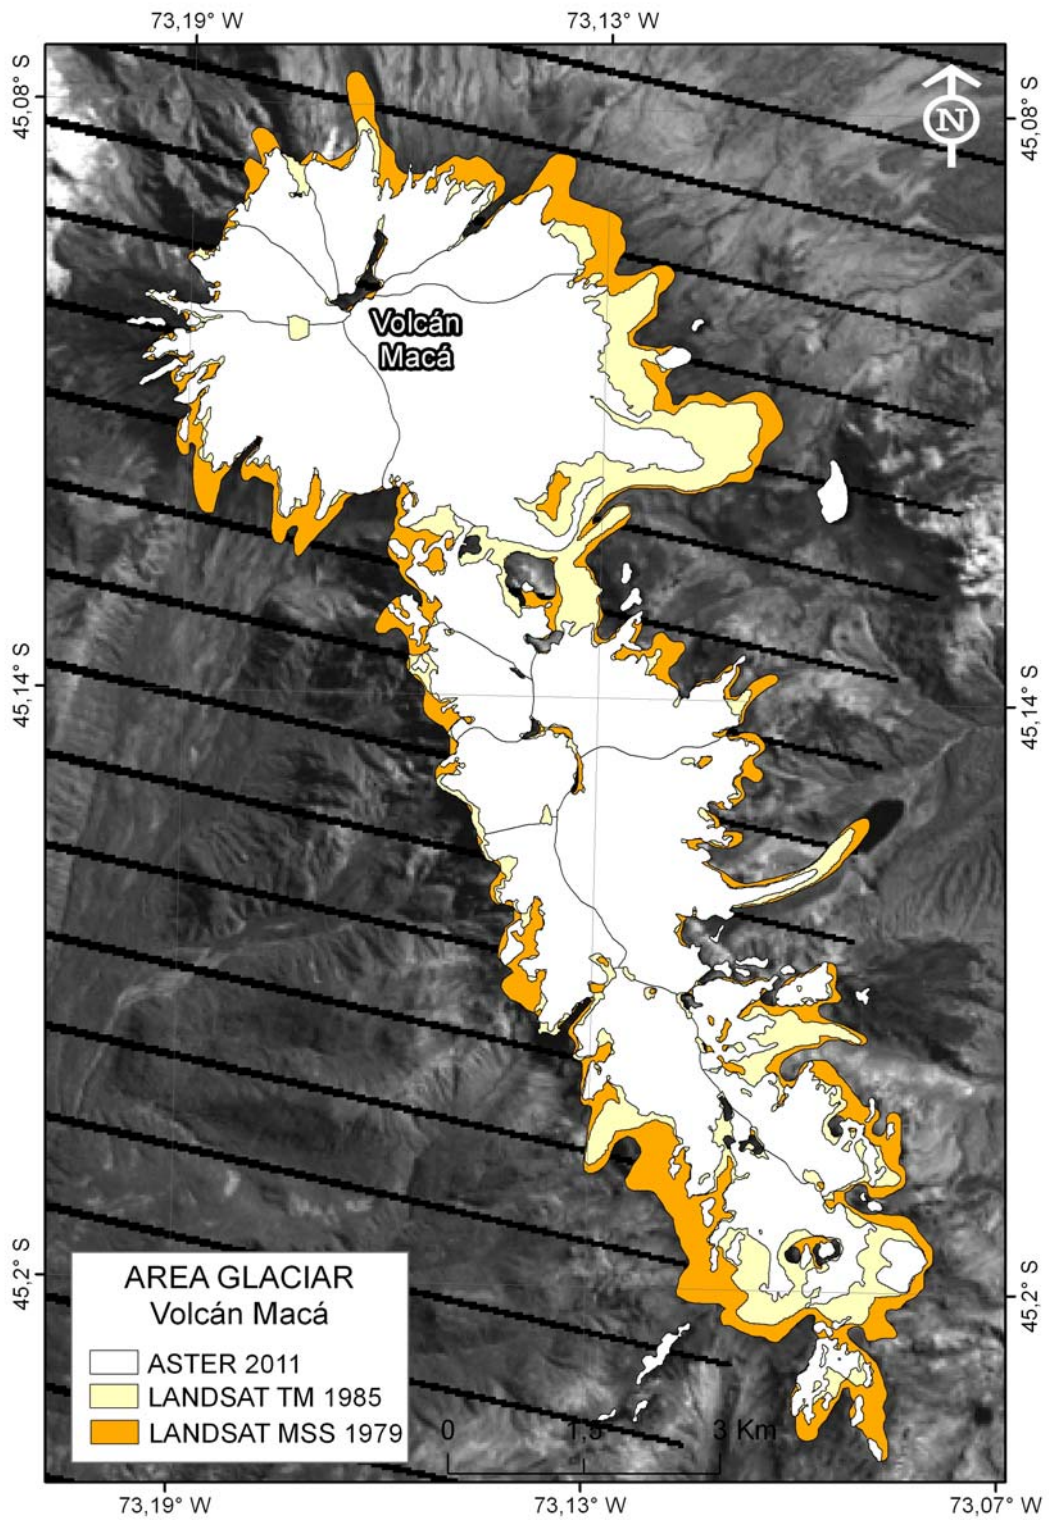 73,19° W
73,13° W
45,08° S
45,08° S
N
Volcán
Macá
45,14° S
45,14° S
45,2° S
45,2° S
AREA GLACIAR
Volcán Macá
ASTER 2011
LANDSAT TM 1985
LANDSAT MSS 1979
0 1,5 3 Km
73,19° W
73,13° W
73,07° W